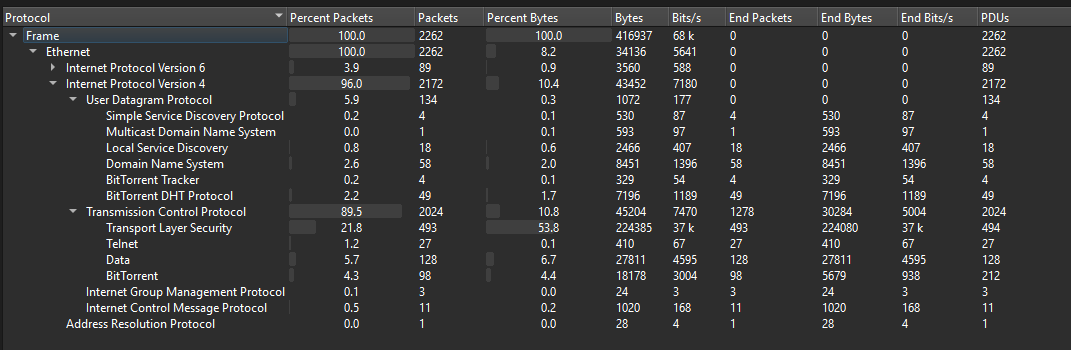 Protocol Percent Packets Packets Percent Bytes Bytes Bits/s End Packets End Bytes End Bits/s PDUs
Frame 100.0 2262 100.0 416937 68 k 0 0 0 2262
Ethernet 100.0 2262 8.2 34136 5641 0 0 0 2262
Internet Protocol Version 6 3.9 89 0.9 3560 588 0 0 0 89
Internet Protocol Version 4 96.0 2172 10.4 43452 7180 0 0 0 2172
User Datagram Protocol 5.9 134 0.3 1072 177 0 0 0 134
Simple Service Discovery Protocol 0.2 4 0.1 530 87 4 530 87 4
Multicast Domain Name System 0.0 1 0.1 593 97 1 593 97 1
Local Service Discovery 0.8 18 0.6 2466 407 18 2466 407 18
Domain Name System 2.6 58 2.0 8451 1396 58 8451 1396 58
BitTorrent Tracker 0.2 4 0.1 329 54 4 329 54 4
BitTorrent DHT Protocol 2.2 49 1.7 7196 1189 49 7196 1189 49
Transmission Control Protocol 89.5 2024 10.8 45204 7470 1278 30284 5004 2024
Transport Layer Security 21.8 493 53.8 224385 37 k 493 224080 37 k 494
Telnet 1.2 27 0.1 410 67 27 410 67 27
Data 5.7 128 6.7 27811 4595 128 27811 4595 128
BitTorrent 4.3 98 4.4 18178 3004 98 5679 938 212
Internet Group Management Protocol 0.1 3 0.0 24 3 3 24 3 3
Internet Control Message Protocol 0.5 11 0.2 1020 168 11 1020 168 11
Address Resolution Protocol 0.0 1 0.0 28 4 1 28 4 1